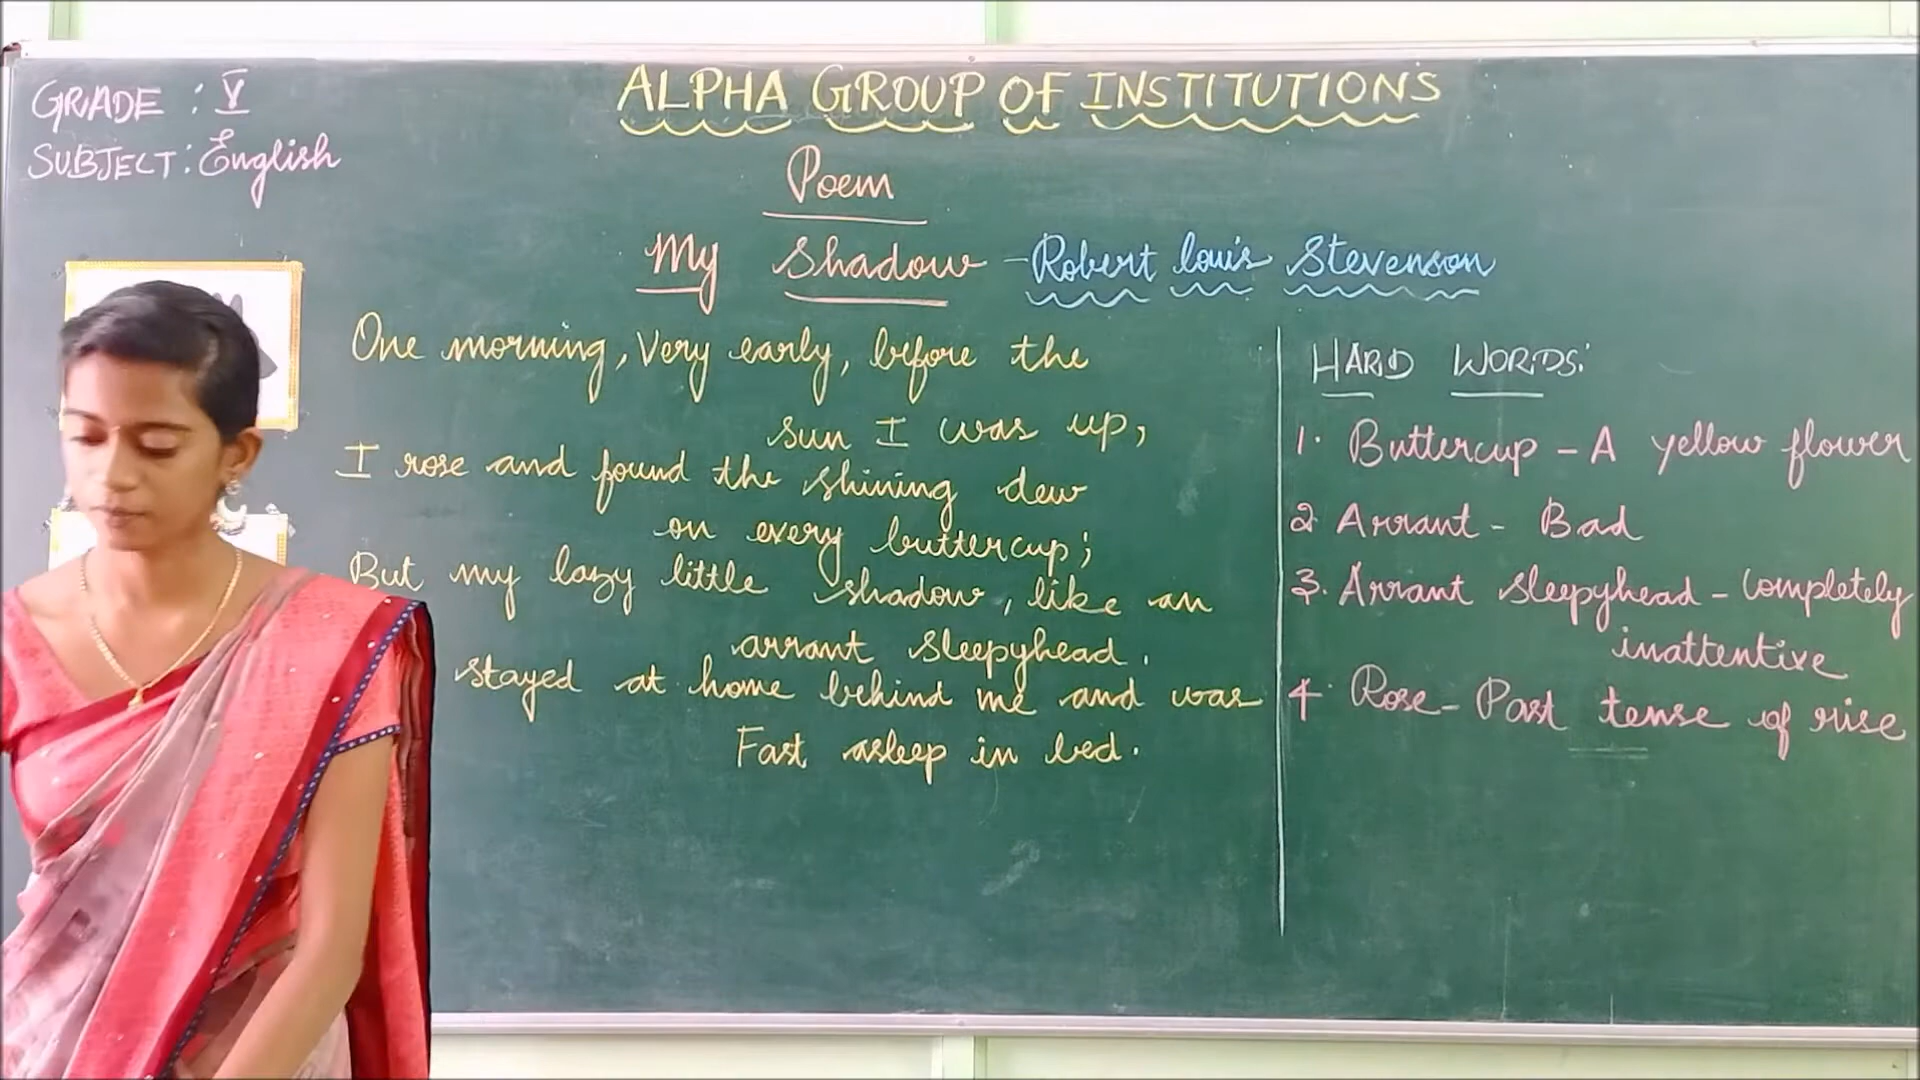 GRADE : V
SUBJECT : English
ALPHA GROUP OF INSTITUTIONS
Poem
My Shadow - Robert louis Stevenson
One morning, Very early, before the
sun I was up,
I rose and found the shining dew
on every buttercup;
But my lazy little shadow, like an
arrant sleepyhead.
stayed at home behind me and was
Fast asleep in bed.
HARD WORDS:
1. Buttercup - A yellow flower
2 Arrant - Bad
3. Arrant sleepyhead - completely
inattentive
4. Rose - Past tense of rise